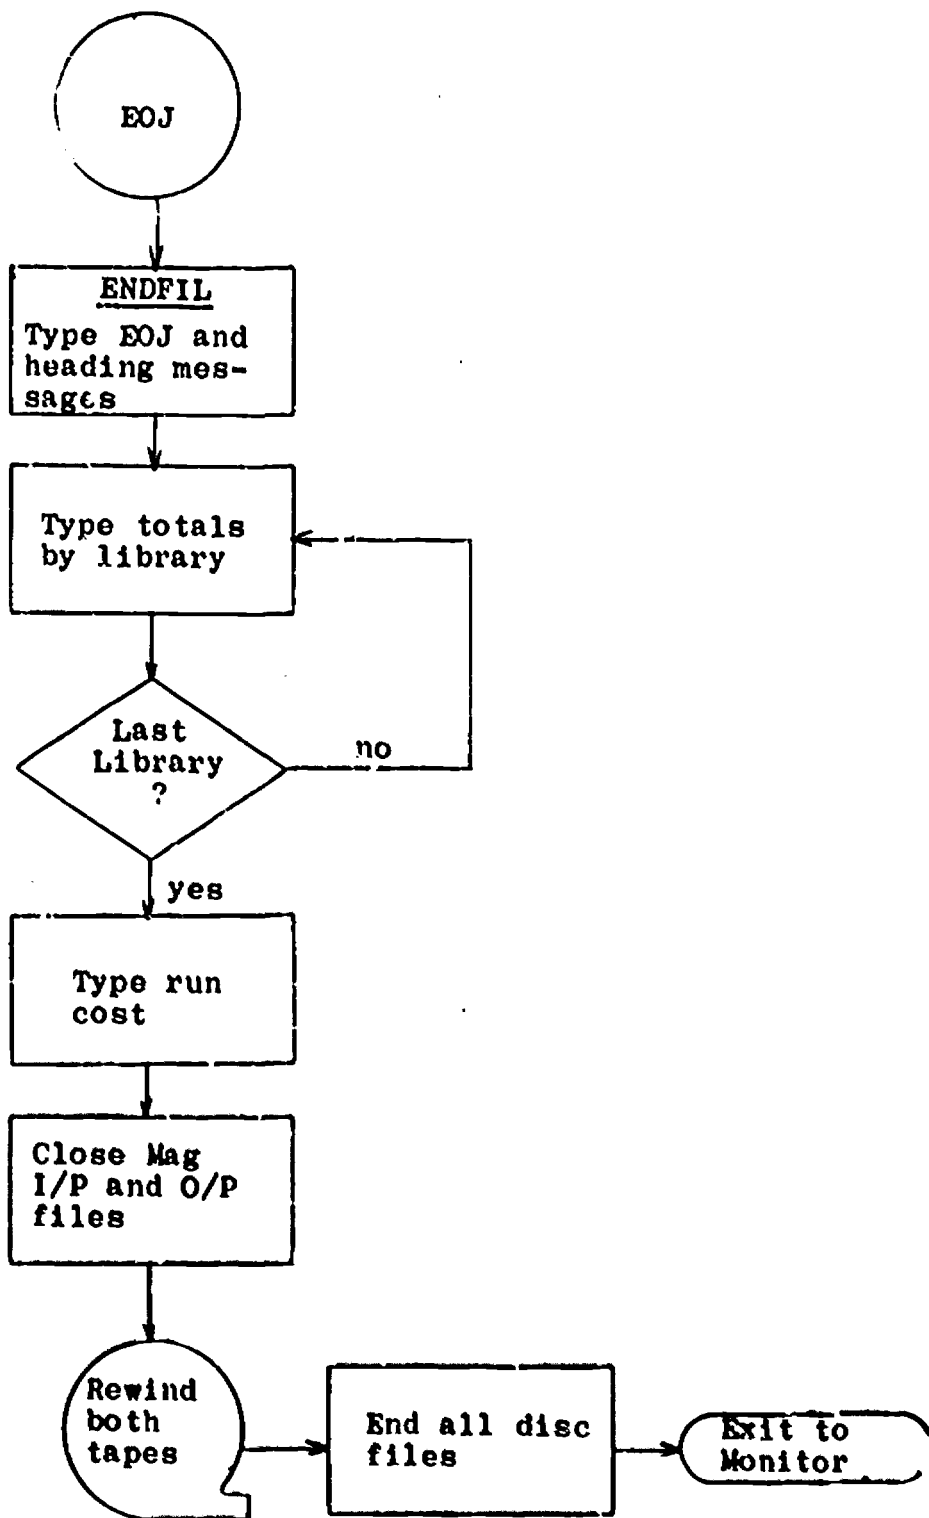 EOJ
ENDFIL
Type EOJ and
heading mes-
sages
Type totals
by library
Last
Library
?
no
yes
Type run
cost
Close Mag
I/P and O/P
files
Rewind
both
tapes
End all disc
files
Exit to
Monitor